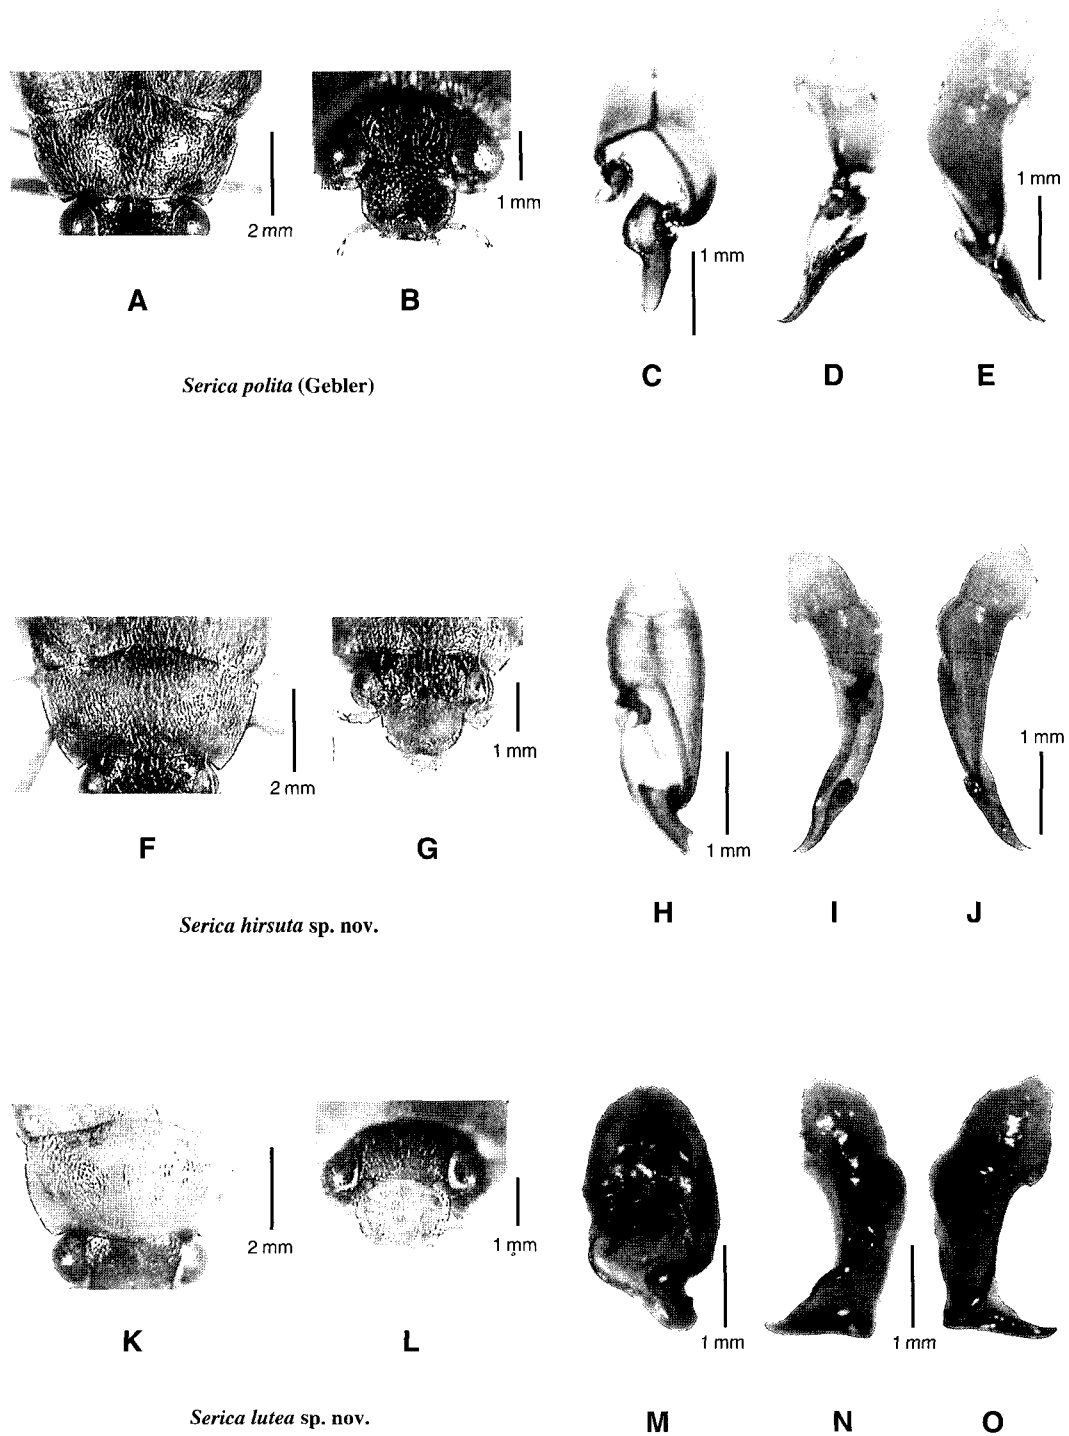 2 mm
1 mm
A
B
1 mm
1 mm
C
D
E
Serica polita (Gebler)
2 mm
1 mm
F
G
1 mm
1 mm
H
I
J
Serica hirsuta sp. nov.
2 mm
1 mm
K
L
1 mm
1 mm
M
N
O
Serica lutea sp. nov.